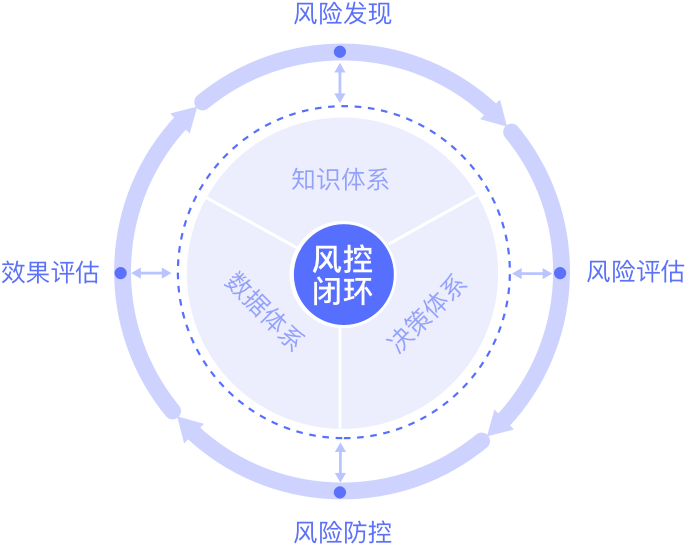 风险发现
知识体系
风控
闭环
效果评估
风险评估
数据体系
决策体系
风险防控